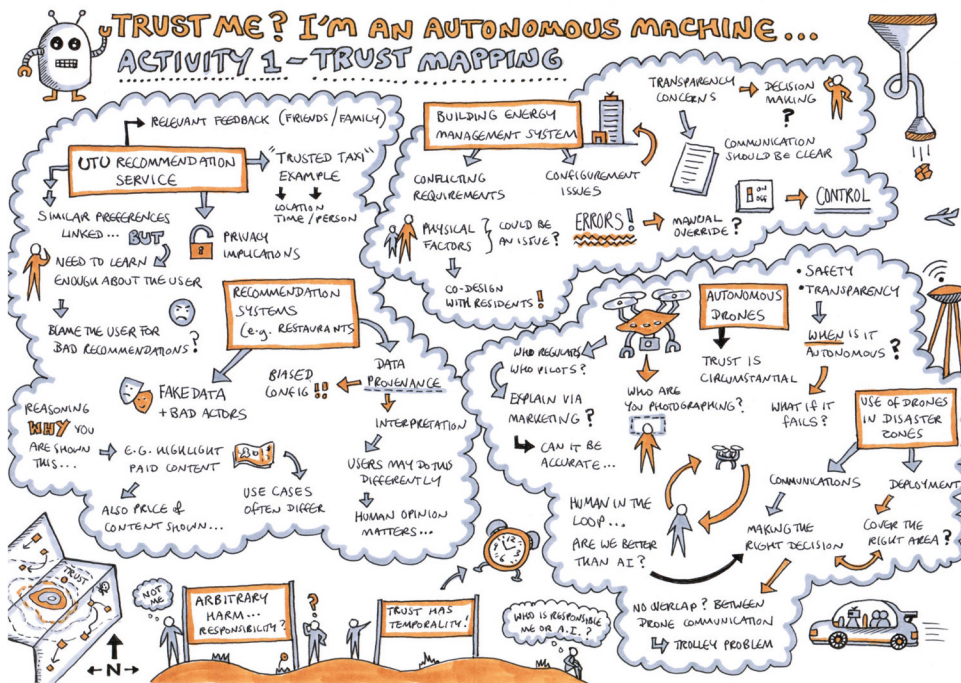 TRUST ME? I'M AN AUTONOMOUS MACHINE...
ACTIVITY 1 - TRUST MAPPING
RELEVANT FEEDBACK (FRIENDS/FAMILY)
UTU RECOMMENDATION
SERVICE
"TRUSTED TAXI"
EXAMPLE
LOCATION
TIME/PERSON
SIMILAR PREFERENCES
LINKED... BUT
PRIVACY
IMPLICATIONS
NEED TO LEARN
ENOUGH ABOUT THE USER
BLAME THE USER FOR
BAD RECOMMENDATIONS?
RECOMMENDATION
SYSTEMS
(e.g. RESTAURANTS
FAKE DATA
+ BAD ACTORS
BIASED
CONFIG!!
DATA
PROVENANCE
INTERPRETATION
USERS MAY DO THIS
DIFFERENTLY
HUMAN OPINION
MATTERS...
REASONING
WHY YOU
ARE SHOWN
THIS...
E.G. HIGHLIGHT
PAID CONTENT
USE CASES
OFTEN DIFFER
ALSO PRICE of
CONTENT SHOWN...
BUILDING ENERGY
MANAGEMENT SYSTEM
CONFLICTING
REQUIREMENTS
CONFIGUREMENT
ISSUES
PHYSICAL
FACTORS
COULD BE
AN ISSUE?
CO-DESIGN
WITH RESIDENTS!
ERRORS!
MANUAL
OVERRIDE?
TRANSPARENCY
CONCERNS
DECISION
MAKING
?
COMMUNICATION
SHOULD BE CLEAR
ON
OFF
CONTROL
AUTONOMOUS
DRONES
TRUST IS
CIRCUMSTANTIAL
• SAFETY
• TRANSPARENCY
WHEN IS IT
AUTONOMOUS?
WHAT IF IT
FAILS?
WHO REGULATES
WHO PILOTS?
EXPLAIN VIA
MARKETING?
CAN IT BE
ACCURATE...
WHO ARE
YOU PHOTOGRAPHING?
HUMAN IN THE
LOOP...
ARE WE BETTER
THAN AI?
USE OF DRONES
IN DISASTER
ZONES
COMMUNICATIONS
DEPLOYMENT
MAKING THE
RIGHT DECISION
COVER THE
RIGHT AREA?
NO OVERLAP? BETWEEN
DRONE COMMUNICATION
TROLLEY PROBLEM
TRUST
N
NOT
ME
ARBITRARY
HARM...
RESPONSIBILITY?
?
TRUST HAS
TEMPORALITY!
WHO IS RESPONSIBLE
ME OR A.I.?